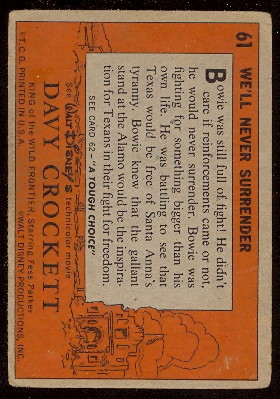 61 WE'LL NEVER SURRENDER
Bowie was still full of fight! He didn't
care if reinforcements came or not,
he would never surrender. Bowie was
fighting for something bigger than his
own life. He was battling to see that
Texas would be free of Santa Anna's
tyranny. Bowie knew that the gallant
stand at the Alamo would be the inspira-
tion for Texans in their fight for freedom.
SEE CARD 62—"A TOUGH CHOICE"
See WALT DISNEY'S technicolor movie
DAVY CROCKETT
KING of the WILD FRONTIER, Starring Fess Parker
©T.C.G. PRINTED IN U.S.A.
©WALT DISNEY PRODUCTIONS, INC.